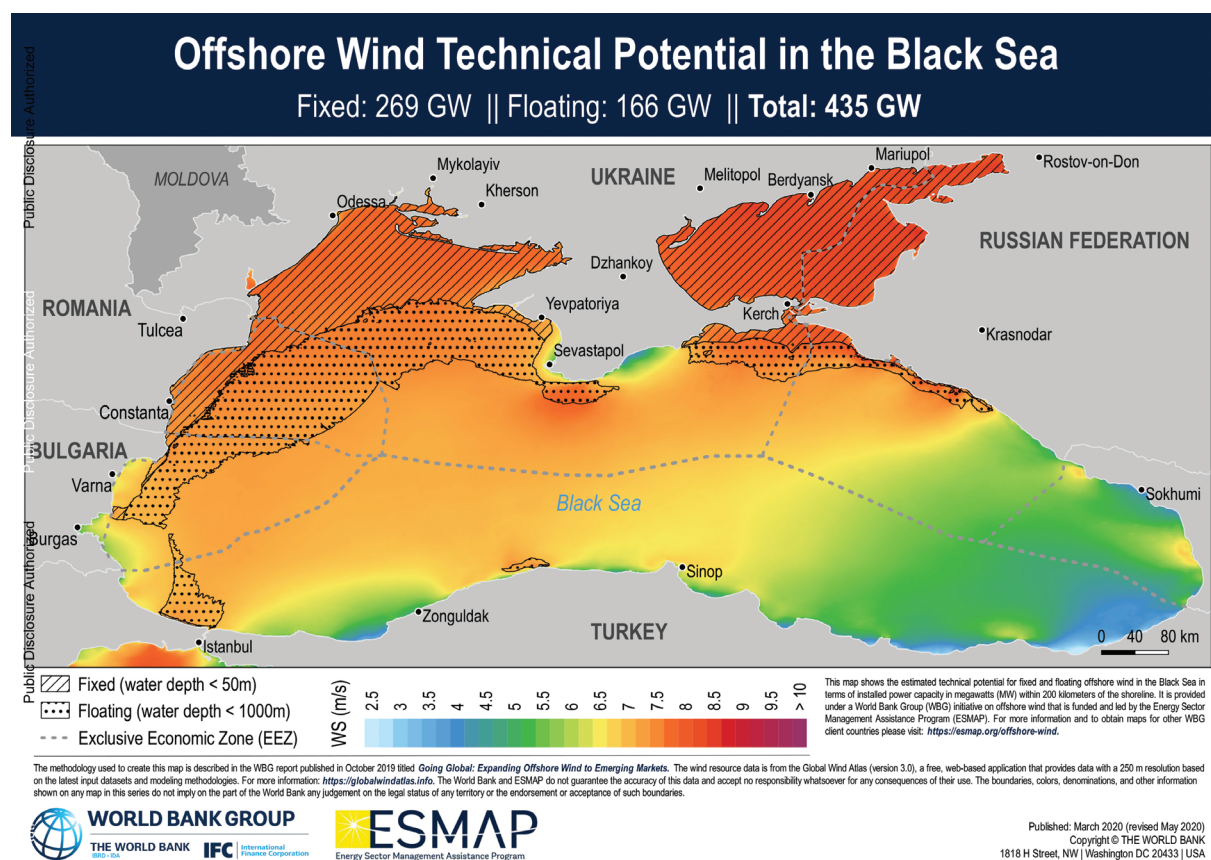 Offshore Wind Technical Potential in the Black Sea
Fixed: 269 GW || Floating: 166 GW || Total: 435 GW
Public Disclosure Authorized
Public Disclosure Authorized
Public Disclosure Authorized
MOLDOVA
Mykolayiv
Kherson
Odessa
UKRAINE
Melitopol
Berdyansk
Mariupol
Rostov-on-Don
RUSSIAN FEDERATION
Dzhankoy
ROMANIA
Tulcea
Yevpatoriya
Kerch
Krasnodar
Sevastapol
Constanta
BULGARIA
Varna
Black Sea
Sokhumi
Burgas
Sinop
Zonguldak
TURKEY
Istanbul
0 40 80 km
Fixed (water depth < 50m)
Floating (water depth < 1000m)
Exclusive Economic Zone (EEZ)
WS (m/s)
2.5 3 3.5 4 5 5.5 6 6.5 7 7.5 8 8.5 9 9.5 > 10
This map shows the estimated technical potential for fixed and floating offshore wind in the Black Sea in
terms of installed power capacity in megawatts (MW) within 200 kilometers of the shoreline. It is provided
under a World Bank Group (WBG) initiative on offshore wind that is funded and led by the Energy Sector
Management Assistance Program (ESMAP). For more information and to obtain maps for other WBG
client countries please visit: https://esmap.org/offshore-wind.
The methodology used to create this map is described in the WBG report published in October 2019 titled Going Global: Expanding Offshore Wind to Emerging Markets. The wind resource data is from the Global Wind Atlas (version 3.0), a free, web-based application that provides data with a 250 m resolution based
on the latest input datasets and modeling methodologies. For more information: https://globalwindatlas.info. The World Bank and ESMAP do not guarantee the accuracy of this data and accept no responsibility whatsoever for any consequences of their use. The boundaries, colors, denominations, and other information
shown on any map in this series do not imply on the part of the World Bank any judgement on the legal status of any territory or the endorsement or acceptance of such boundaries.
WORLD BANK GROUP
THE WORLD BANK
IBRD • IDA
IFC
International
Finance Corporation
ESMAP
Energy Sector Management Assistance Program
Published: March 2020 (revised May 2020)
Copyright © THE WORLD BANK
1818 H Street, NW | Washington DC 20433 | USA